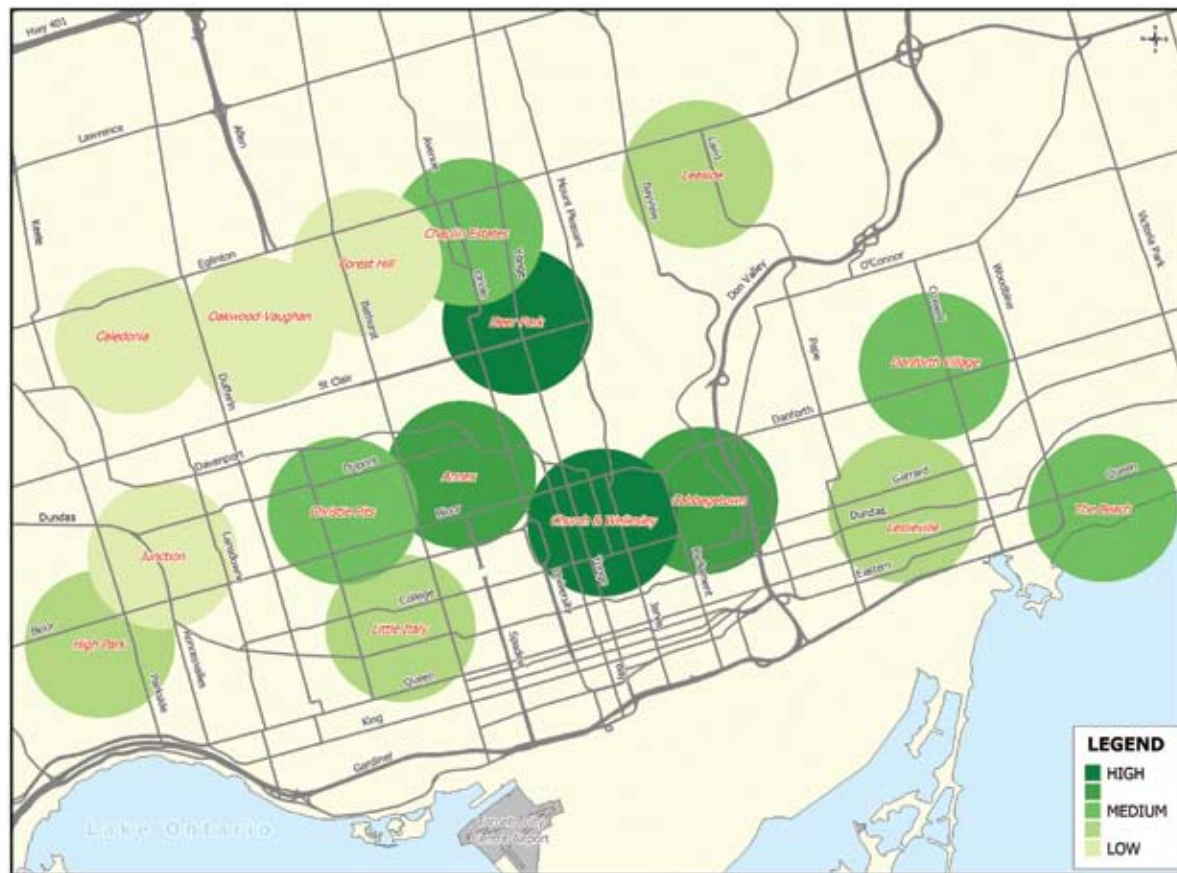 Hwy 401
Lawrence
Allen
Avenue
Keele
Eglinton
Forest Hill
Chaplin Estates
Yonge
Oriole
Mount Pleasant
Bayview
Laird
Leaside
Don Valley
O'Connor
Victoria Park
Woodbine
Coxwell
Caledonia
Oakwood-Vaughan
Bathurst
Deer Park
Dufferin
St Clair
Pape
Danforth Village
Danforth
Davenport
Dupont
Annex
Dundas
Junction
Lansdowne
Bloor
Church & Wellesley
Cabbagetown
Gerrard
Dundas
Leslieville
Eastern
Queen
The Beach
Bloor
High Park
Parkside
Roncesvalles
College
Little Italy
Queen
King
Gardiner
Spadina
University
Yonge
Bay
Jarvis
Parliament
Lake Ontario
Airport
LEGEND
HIGH
MEDIUM
LOW